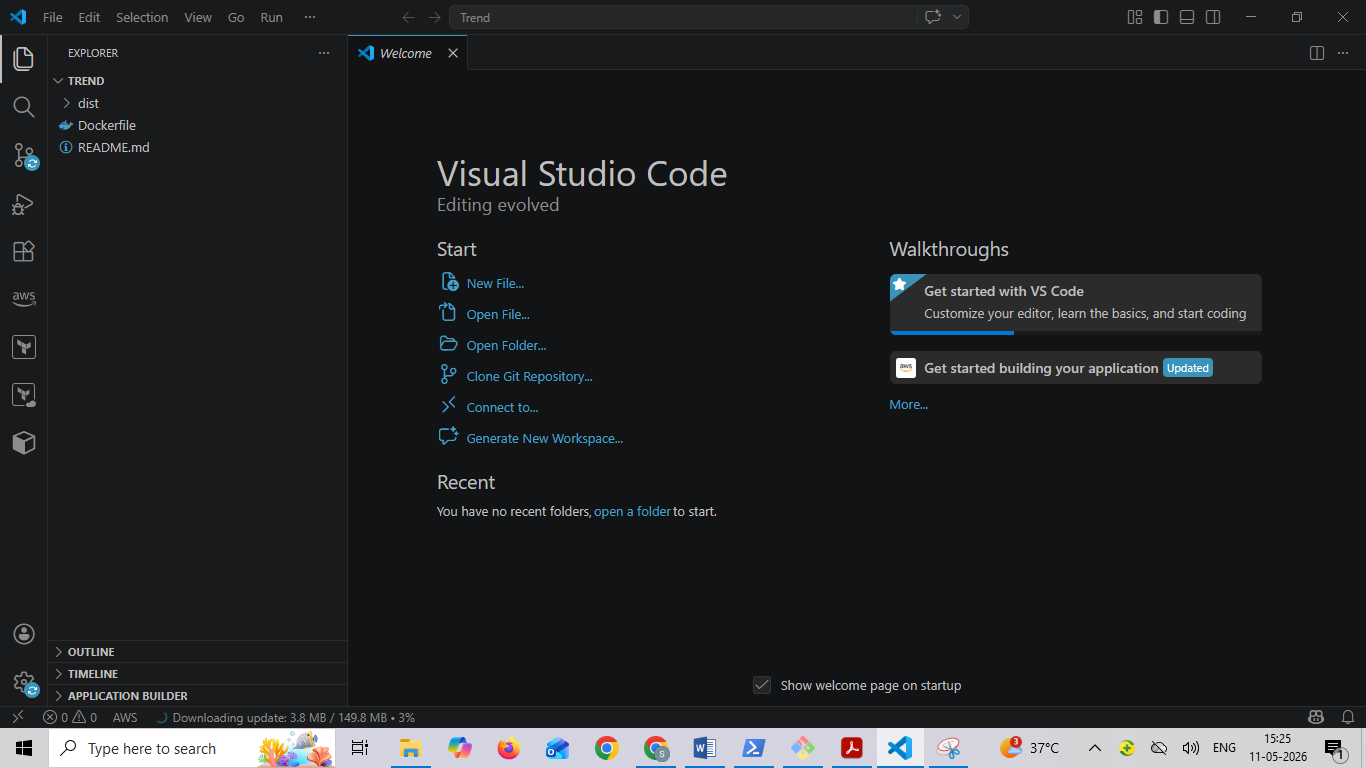 File Edit Selection View Go Run ···
Trend
EXPLORER
Welcome
TREND
dist
Dockerfile
README.md
Visual Studio Code
Editing evolved
Start
New File...
Open File...
Open Folder...
Clone Git Repository...
Connect to...
Generate New Workspace...
Recent
You have no recent folders, open a folder to start.
Walkthroughs
Get started with VS Code
Customize your editor, learn the basics, and start coding
aws Get started building your application Updated
More...
aws
OUTLINE
TIMELINE
APPLICATION BUILDER
Show welcome page on startup
0 0 AWS Downloading update: 3.8 MB / 149.8 MB • 3%
Type here to search
3 37°C ENG 15:25
11-05-2026
1